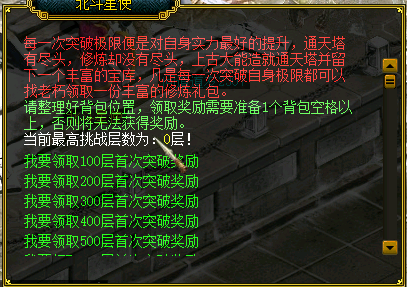 北斗星使
每一次突破极限便是对自身实力最好的提升，通天塔
有尽头，修炼却没有尽头，上古大能造就通天塔并留
下一个丰富的宝库，凡是每一次突破自身极限都可以
找老朽领取一份丰富的修炼礼包。
请整理好背包位置，领取奖励需要准备1个背包空格以
上，否则将无法获得奖励。
当前最高挑战层数为：0层！
我要领取100层首次突破奖励
我要领取200层首次突破奖励
我要领取300层首次突破奖励
我要领取400层首次突破奖励
我要领取500层首次突破奖励